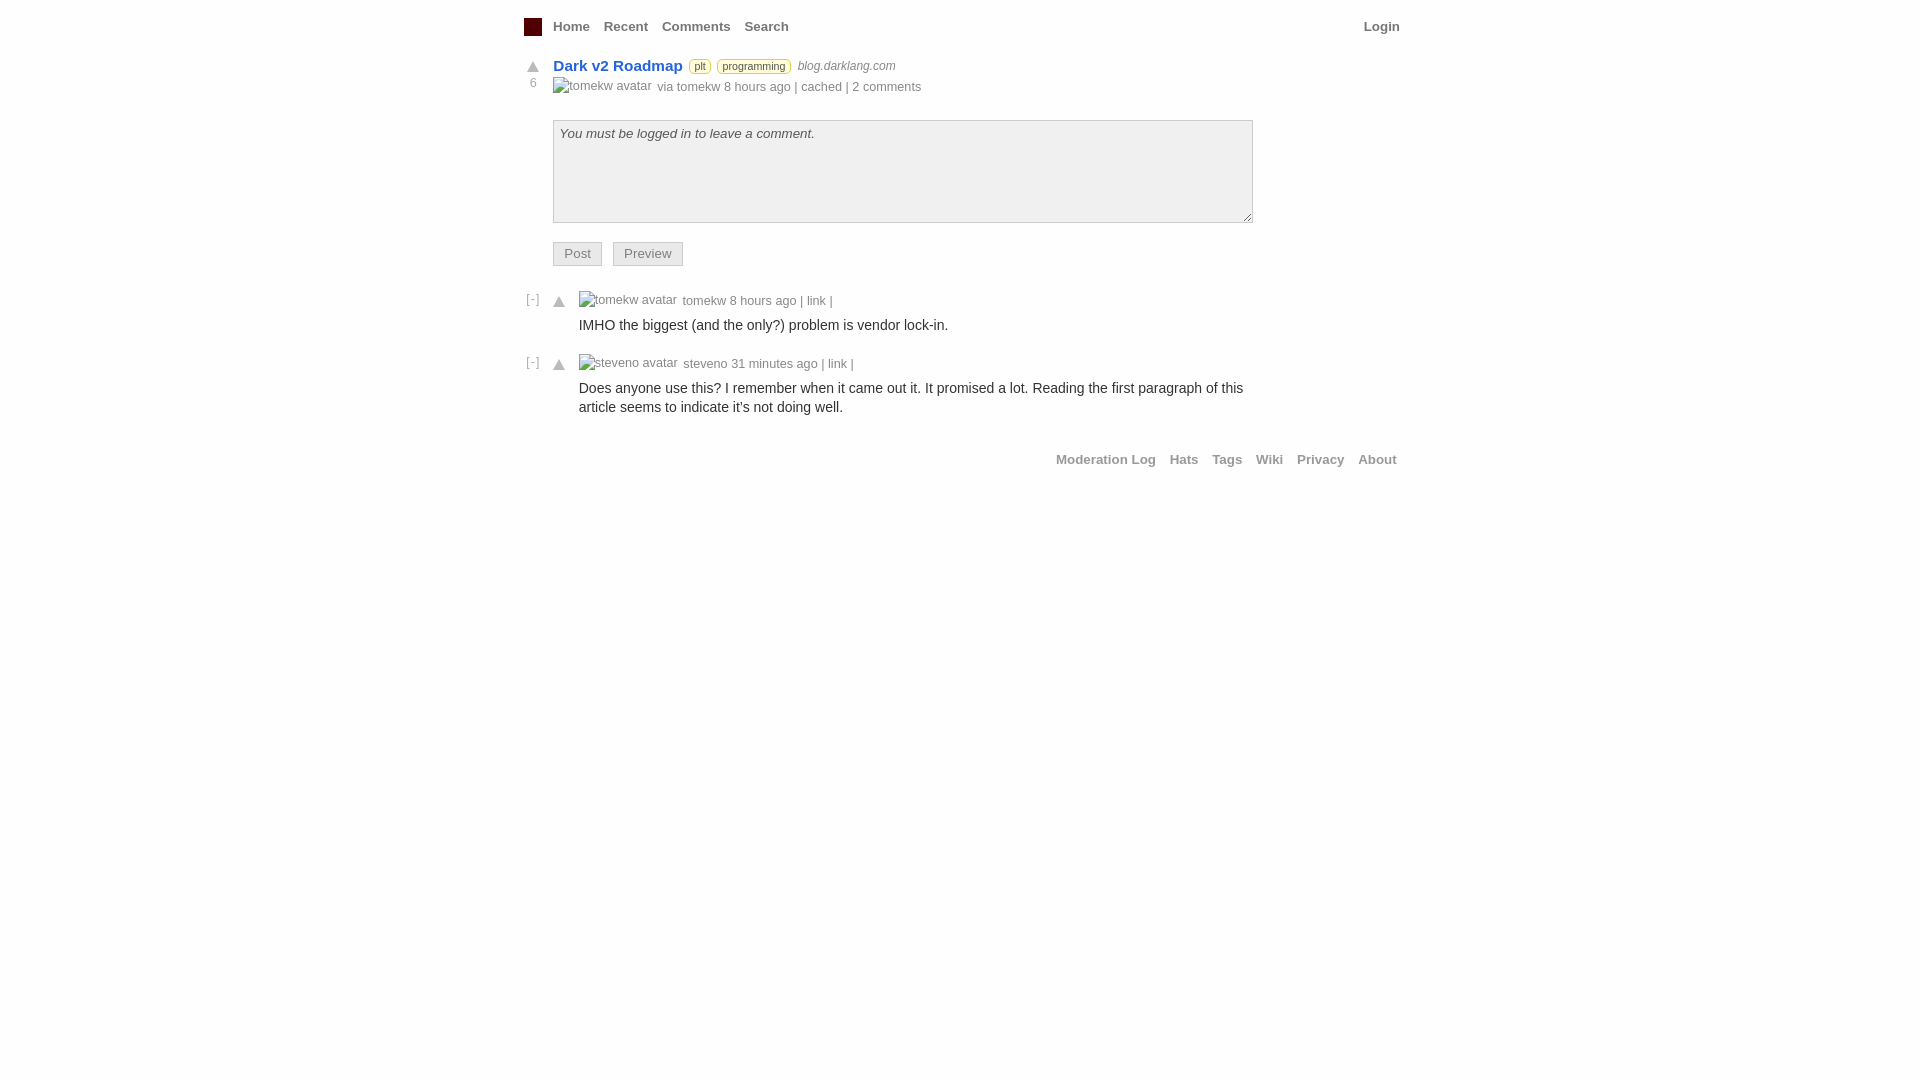 Home Recent Comments Search Login
Dark v2 Roadmap plt programming blog.darklang.com
6
tomekw avatar via tomekw 8 hours ago | cached | 2 comments
You must be logged in to leave a comment.
Post Preview
[-] tomekw avatar tomekw 8 hours ago | link |
IMHO the biggest (and the only?) problem is vendor lock-in.
[-] steveno avatar steveno 31 minutes ago | link |
Does anyone use this? I remember when it came out it. It promised a lot. Reading the first paragraph of this
article seems to indicate it’s not doing well.
Moderation Log Hats Tags Wiki Privacy About